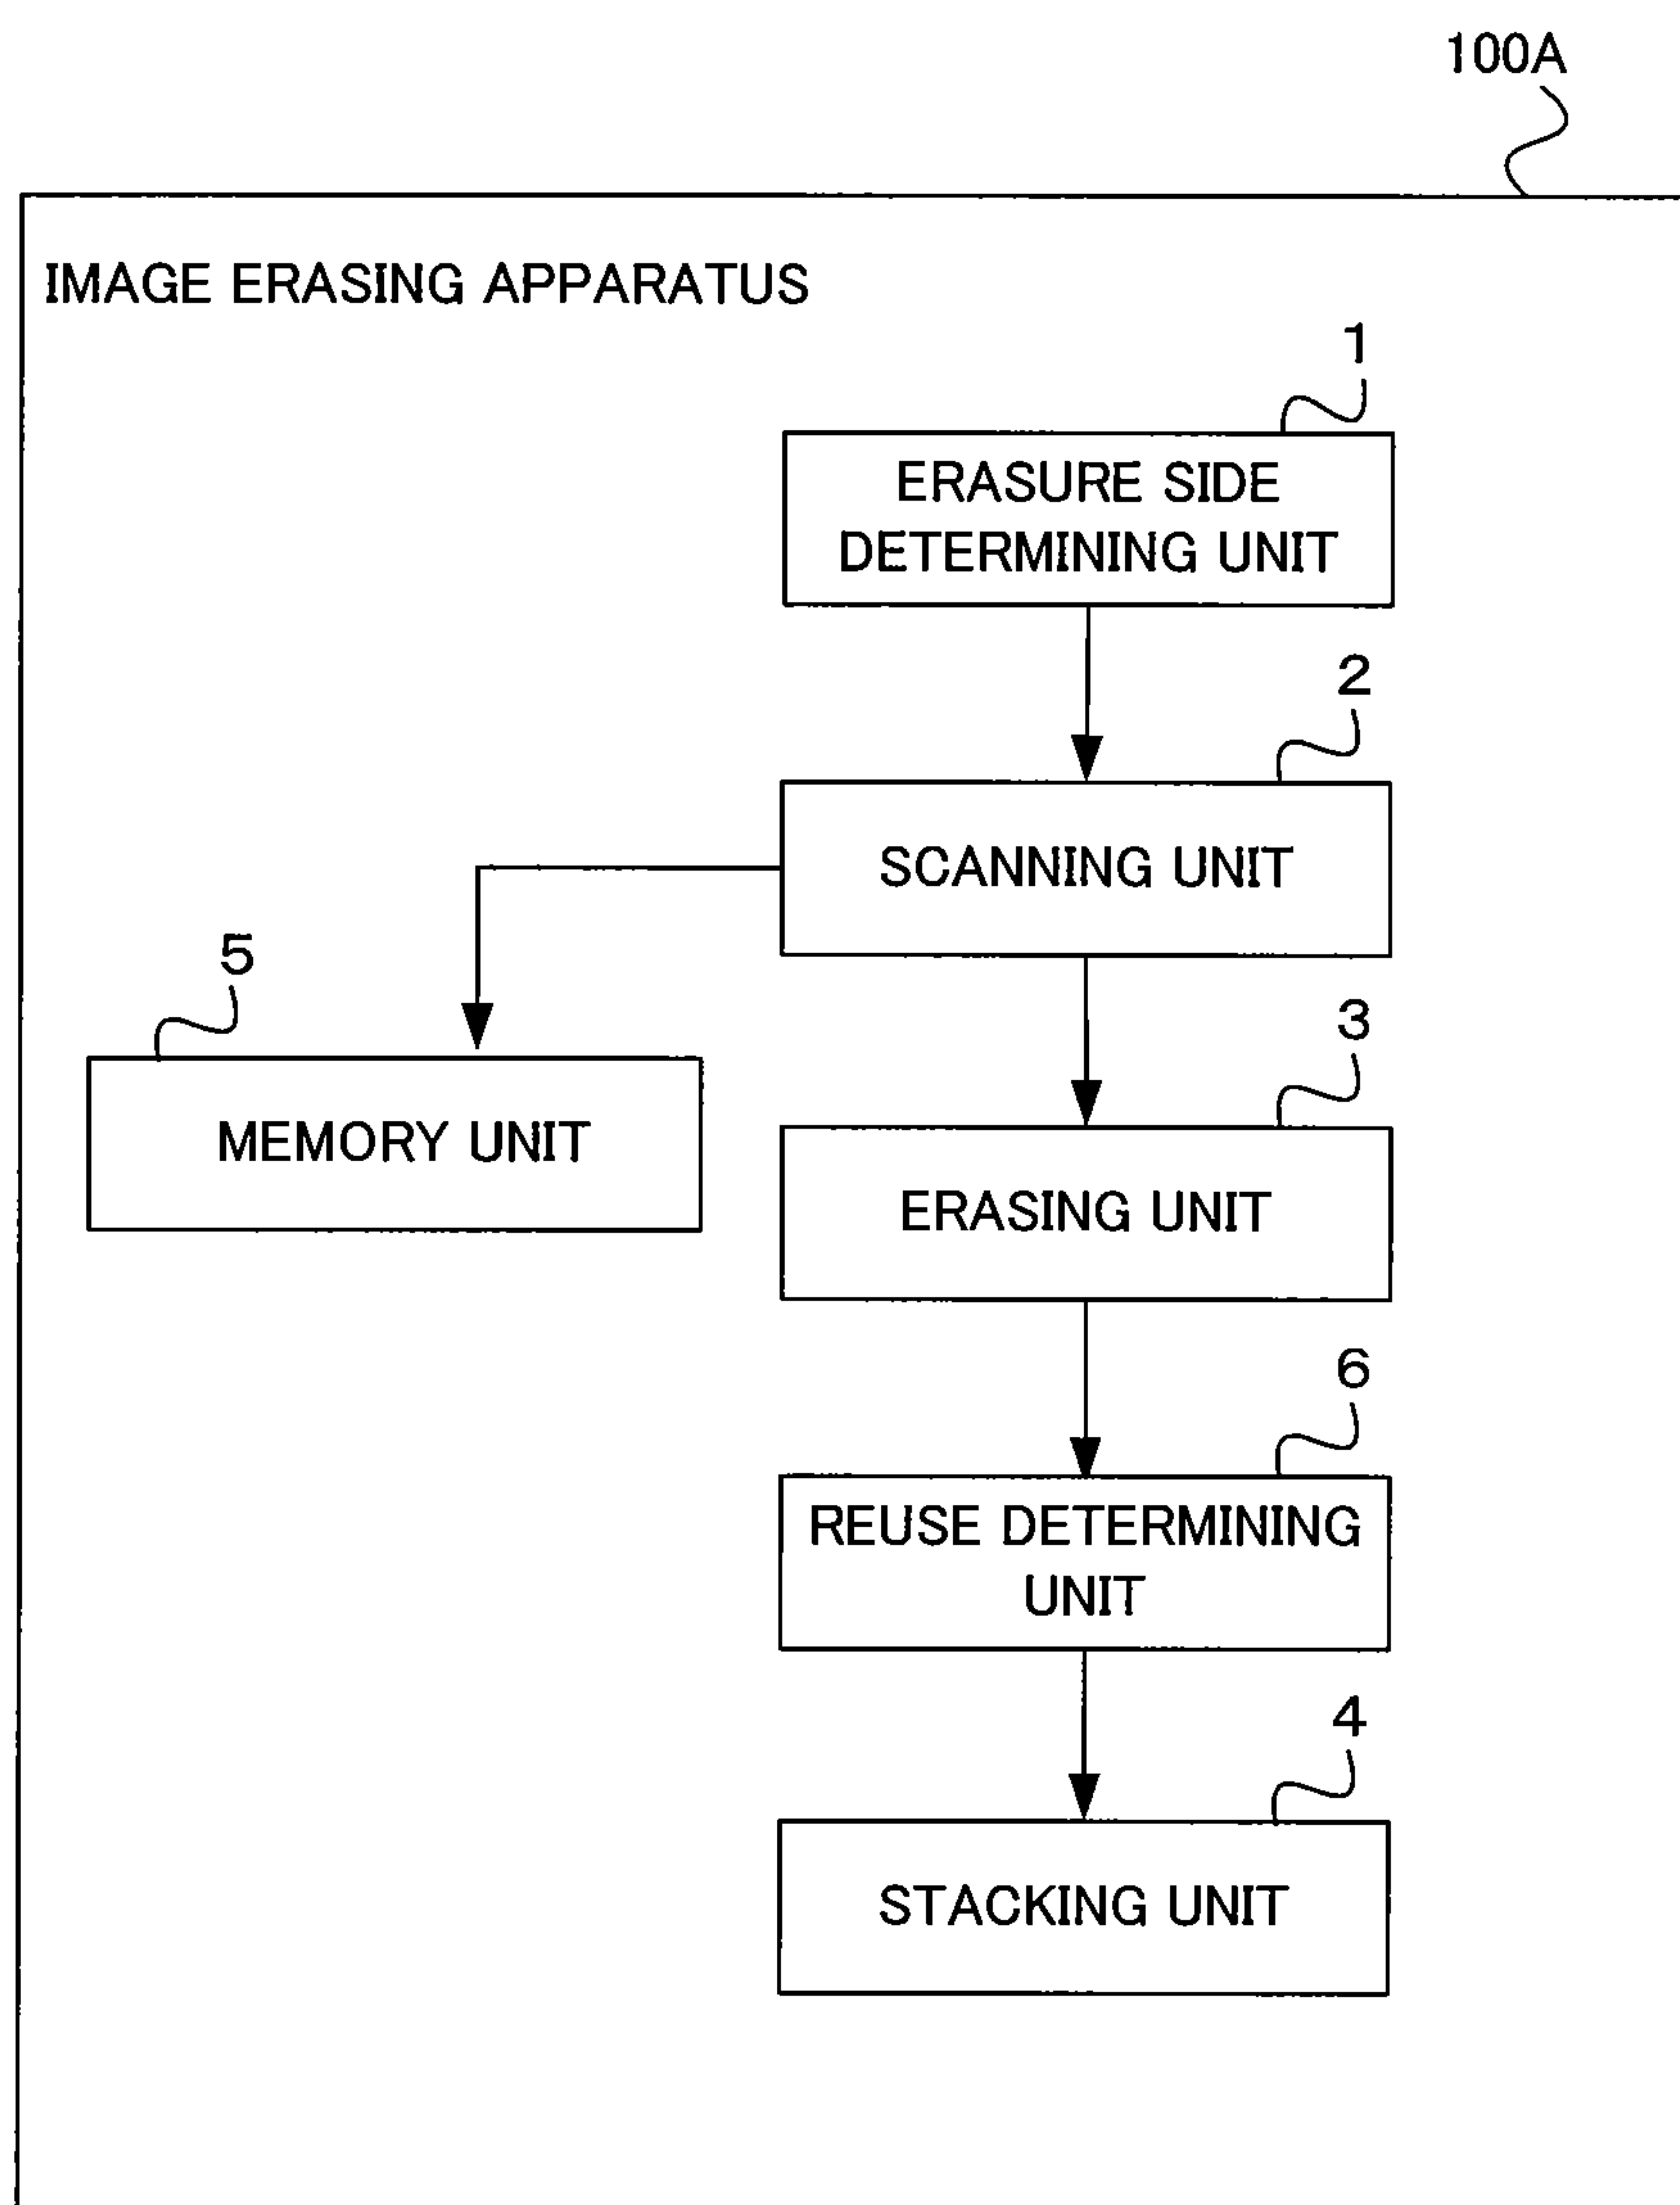 100A
IMAGE ERASING APPARATUS
1
ERASURE SIDE
DETERMINING UNIT
2
SCANNING UNIT
5
MEMORY UNIT
3
ERASING UNIT
6
REUSE DETERMINING
UNIT
4
STACKING UNIT